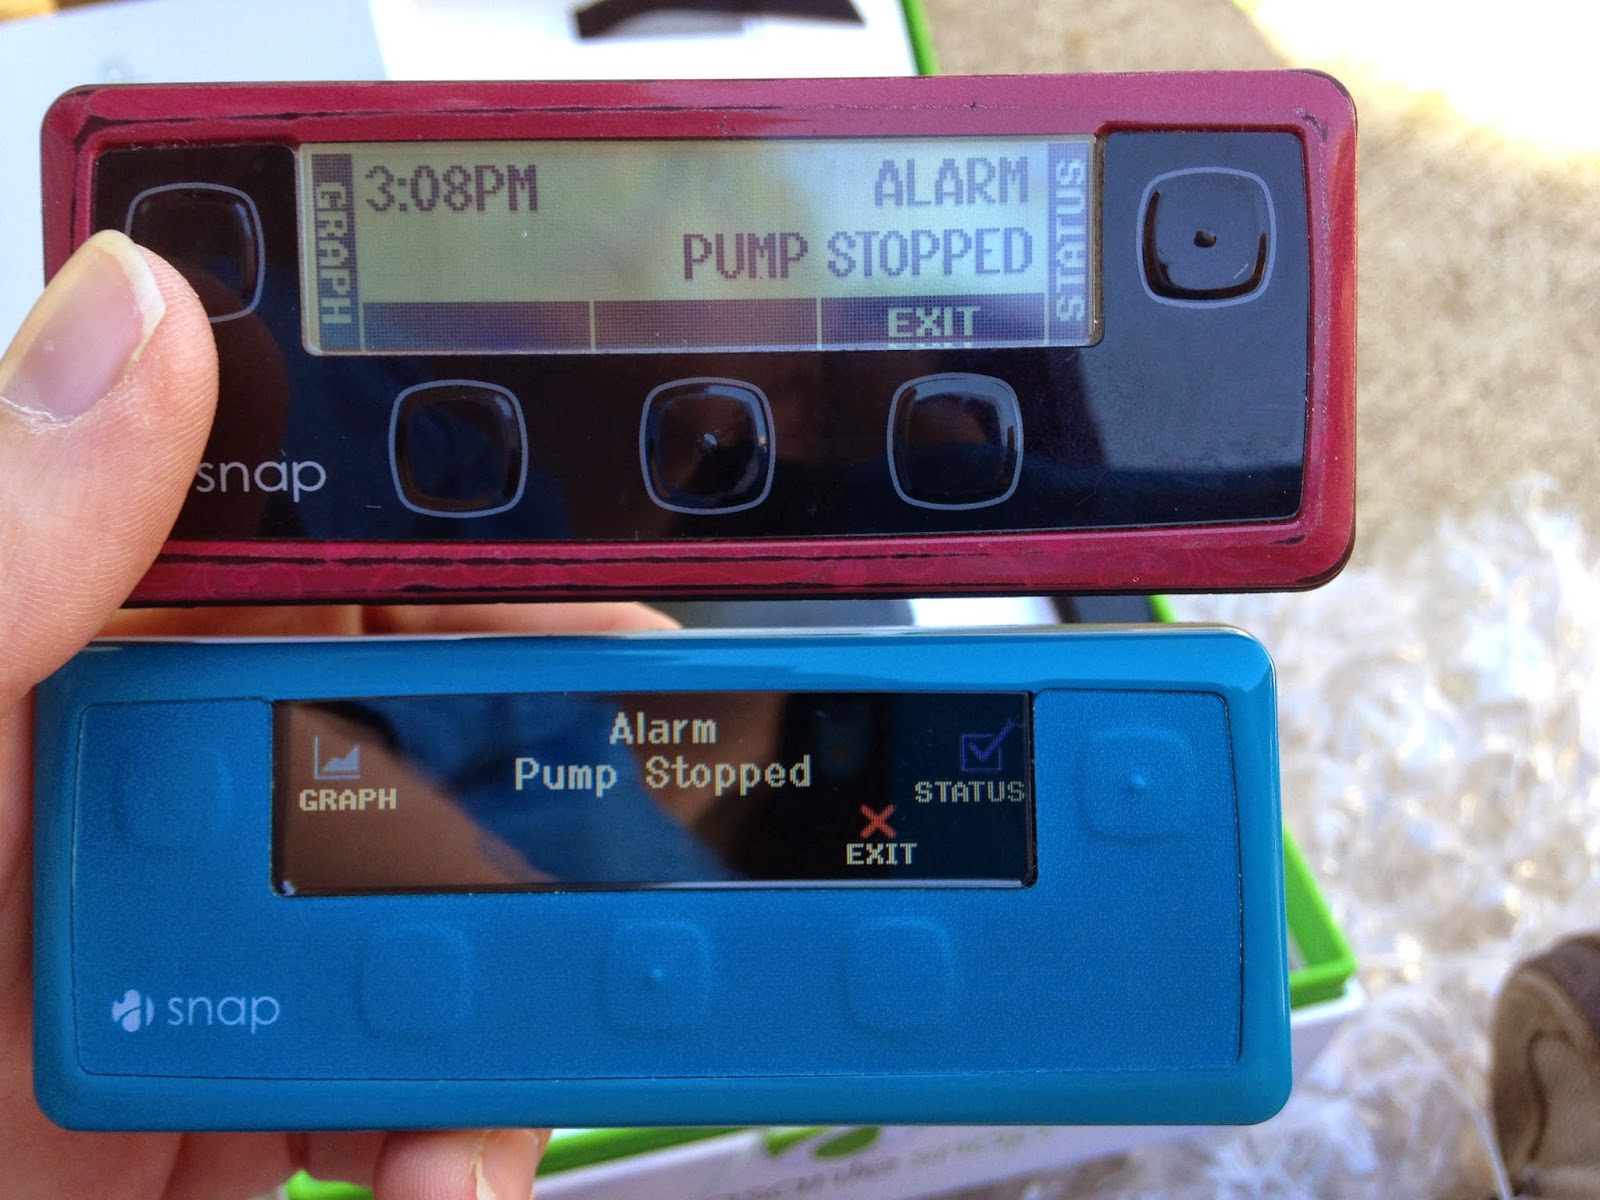 3:08PM ALARM
PUMP STOPPED
GRAPH
STATUS
EXIT
snap
Alarm
Pump Stopped
GRAPH
STATUS
EXIT
snap